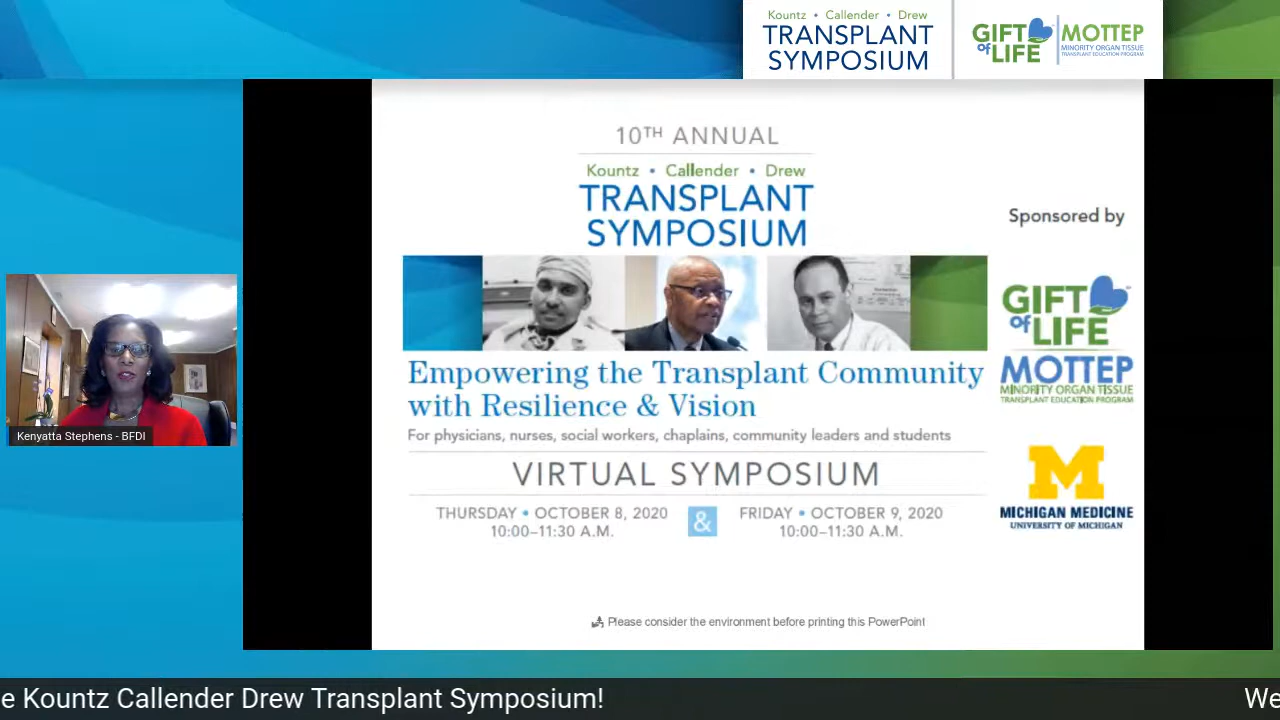 Kountz • Callender • Drew
TRANSPLANT
SYMPOSIUM
GIFT
of LIFE
MOTTEP
MINORITY ORGAN TISSUE
TRANSPLANT EDUCATION PROGRAM
10TH ANNUAL
Kountz • Callender • Drew
TRANSPLANT
SYMPOSIUM
Sponsored by
GIFT
of LIFE
MOTTEP
MINORITY ORGAN TISSUE
TRANSPLANT EDUCATION PROGRAM
Empowering the Transplant Community
with Resilience & Vision
For physicians, nurses, social workers, chaplains, community leaders and students
VIRTUAL SYMPOSIUM
THURSDAY • OCTOBER 8, 2020
10:00–11:30 A.M.
&
FRIDAY • OCTOBER 9, 2020
10:00–11:30 A.M.
M
MICHIGAN MEDICINE
UNIVERSITY OF MICHIGAN
Please consider the environment before printing this PowerPoint
Kenyatta Stephens - BFDI
e Kountz Callender Drew Transplant Symposium!
We